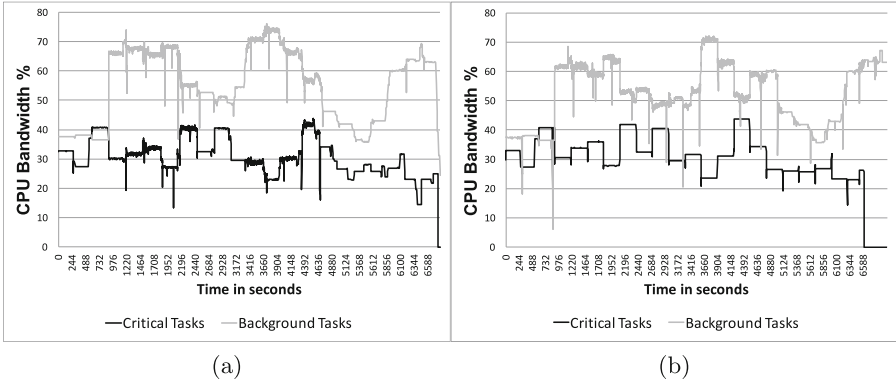 80
70
60
50
40
30
20
10
0
CPU Bandwidth %
0 244 488 732 976 1220 1464 1708 1952 2196 2440 2684 2928 3172 3416 3660 3904 4148 4392 4636 4880 5124 5368 5612 5856 6100 6344 6588
Time in seconds
Critical Tasks Background Tasks
(a)
80
70
60
50
40
30
20
10
0
CPU Bandwidth %
0 244 488 732 976 1220 1464 1708 1952 2196 2440 2684 2928 3172 3416 3660 3904 4148 4392 4636 4880 5124 5368 5612 5856 6100 6344 6588
Time in seconds
Critical Tasks Background Tasks
(b)